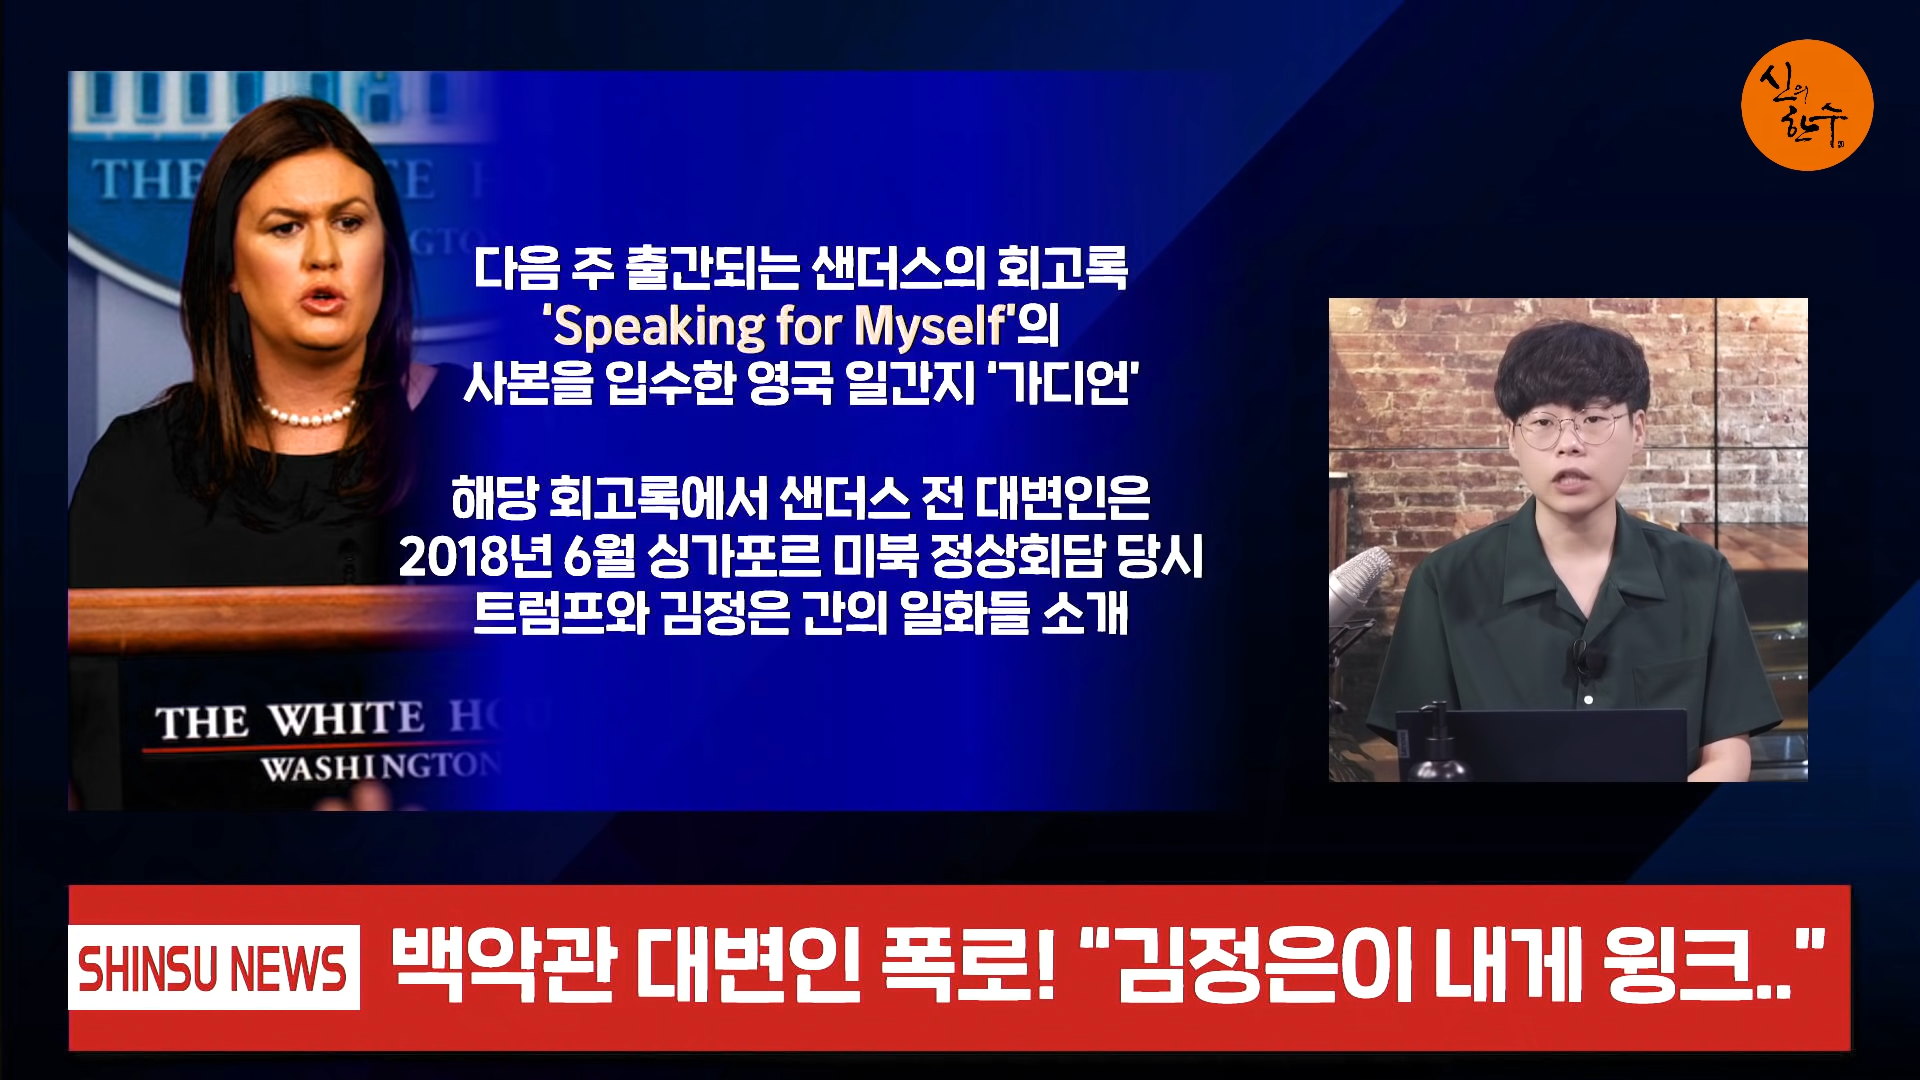 신의
한수
THE WHITE HOU
WASHINGTON
다음 주 출간되는 샌더스의 회고록
‘Speaking for Myself’의
사본을 입수한 영국 일간지 ‘가디언’
해당 회고록에서 샌더스 전 대변인은
2018년 6월 싱가포르 미북 정상회담 당시
트럼프와 김정은 간의 일화들 소개
THE WHITE HOU
WASHINGTON
SHINSU NEWS
백악관 대변인 폭로! “김정은이 내게 윙크..”